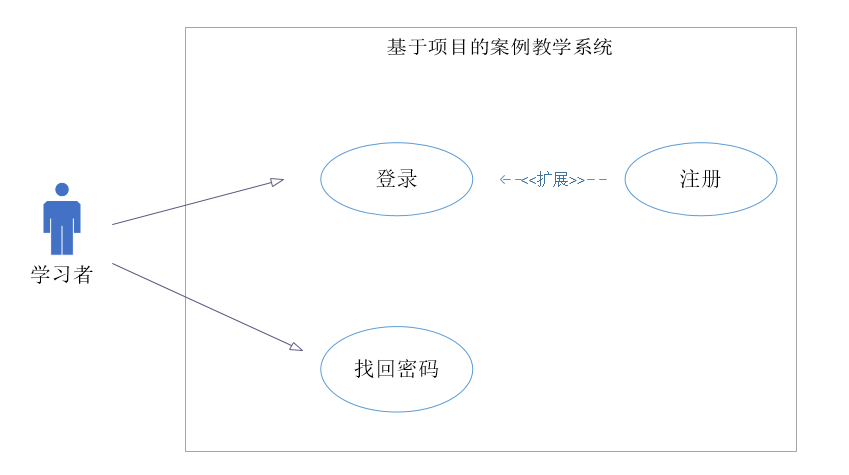 基于项目的案例教学系统
登录
<<扩展>>
注册
学习者
找回密码